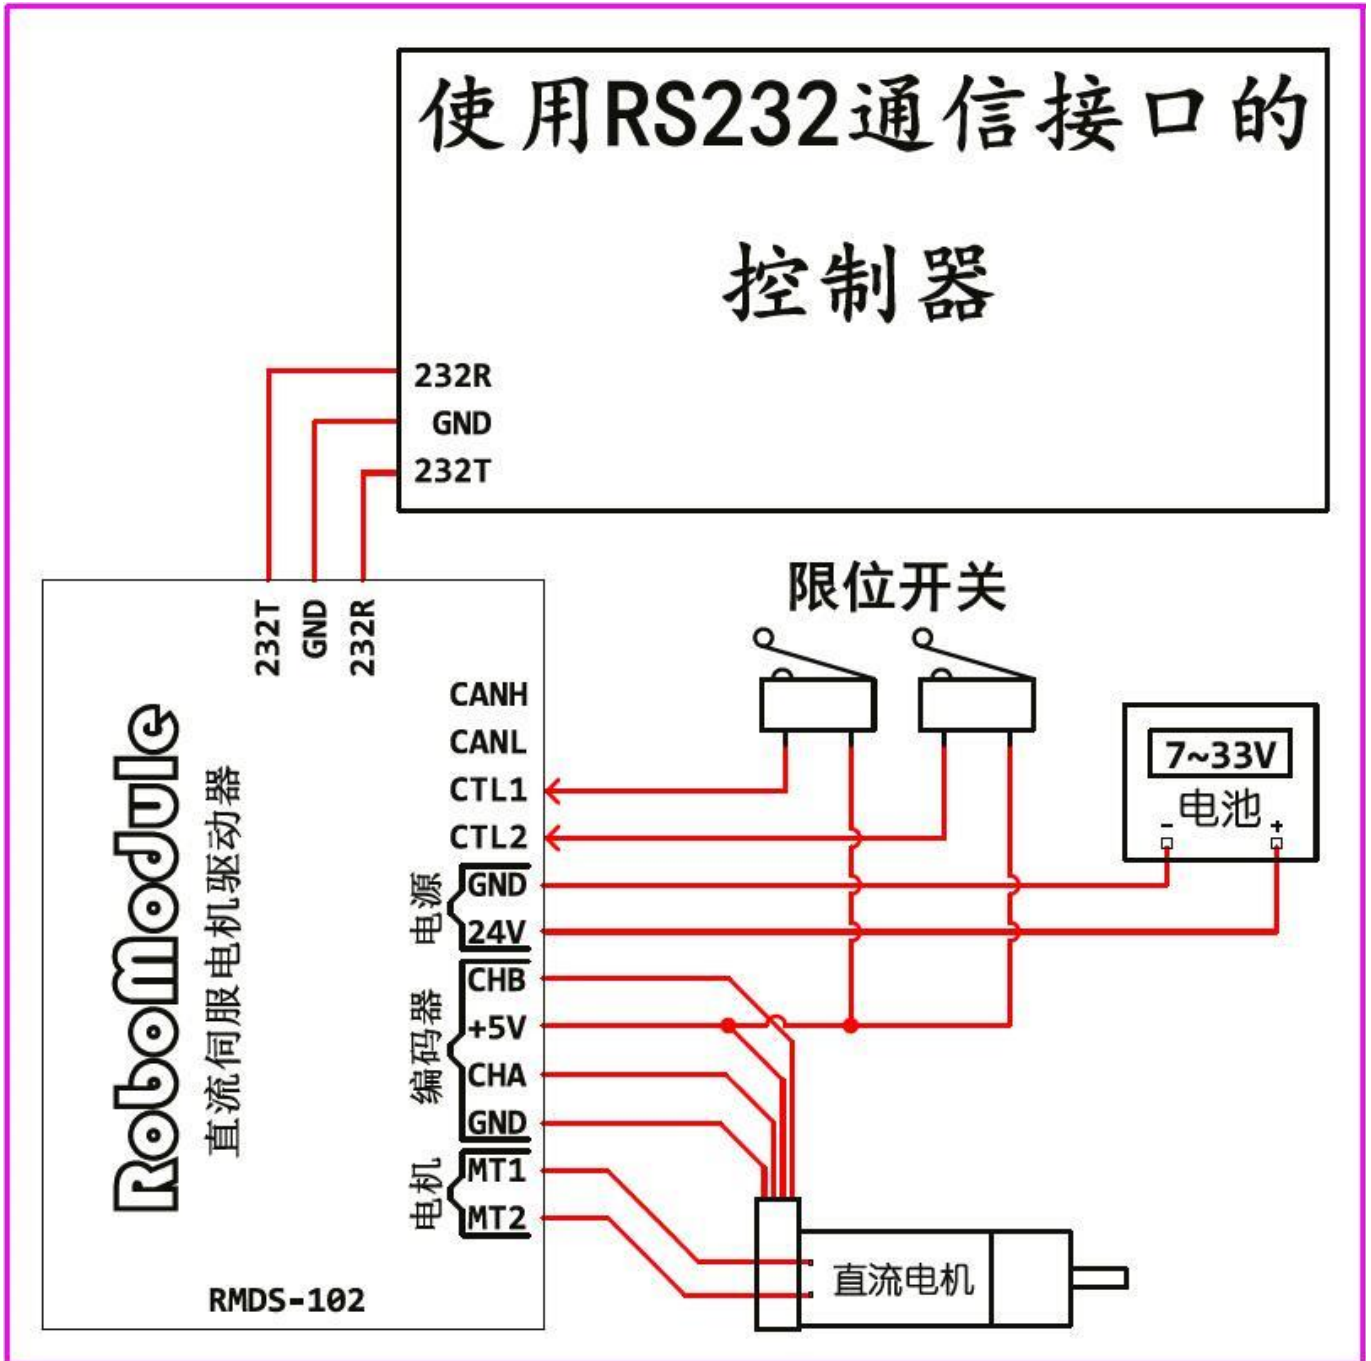 使用RS232通信接口的
控制器
232R
GND
232T
232T
GND
232R
限位开关
CANH
CANL
CTL1
CTL2
GND
24V
CHB
+5V
CHA
GND
MT1
MT2
电源
编码器
电机
RoboModule
直流伺服电机驱动器
RMDS-102
7~33V
电池
- +
直流电机